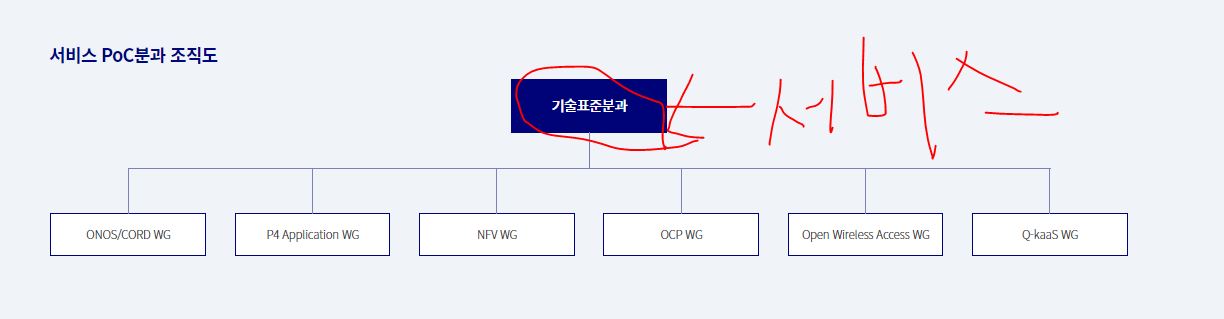 서비스 PoC분과 조직도
기술표준분과
서비스
ONOS/CORD WG
P4 Application WG
NFV WG
OCP WG
Open Wireless Access WG
Q-kaaS WG